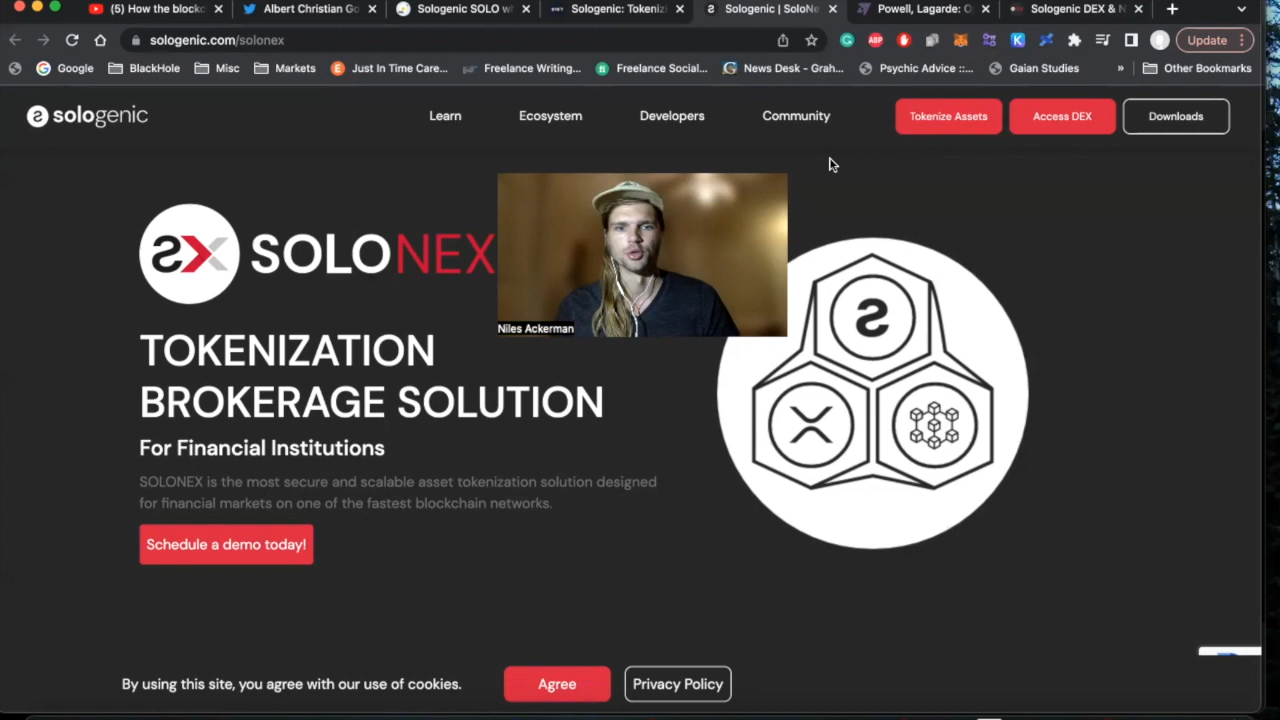 (5) How the blockc
Albert Christian Go
Sologenic SOLO w
Sologenic: Tokeniz
Sologenic | SoloNe
Powell, Lagarde: O
Sologenic DEX & N
sologenic.com/solonex
Update
Google
BlackHole
Misc
Markets
Just In Time Care...
Freelance Writing...
Freelance Social...
News Desk - Grah...
Psychic Advice ::...
Gaian Studies
»
Other Bookmarks
sologenic
Learn
Ecosystem
Developers
Community
Tokenize Assets
Access DEX
Downloads
SOLONEX
Niles Ackerman
TOKENIZATION
BROKERAGE SOLUTION
For Financial Institutions
SOLONEX is the most secure and scalable asset tokenization solution designed
for financial markets on one of the fastest blockchain networks.
Schedule a demo today!
By using this site, you agree with our use of cookies.
Agree
Privacy Policy